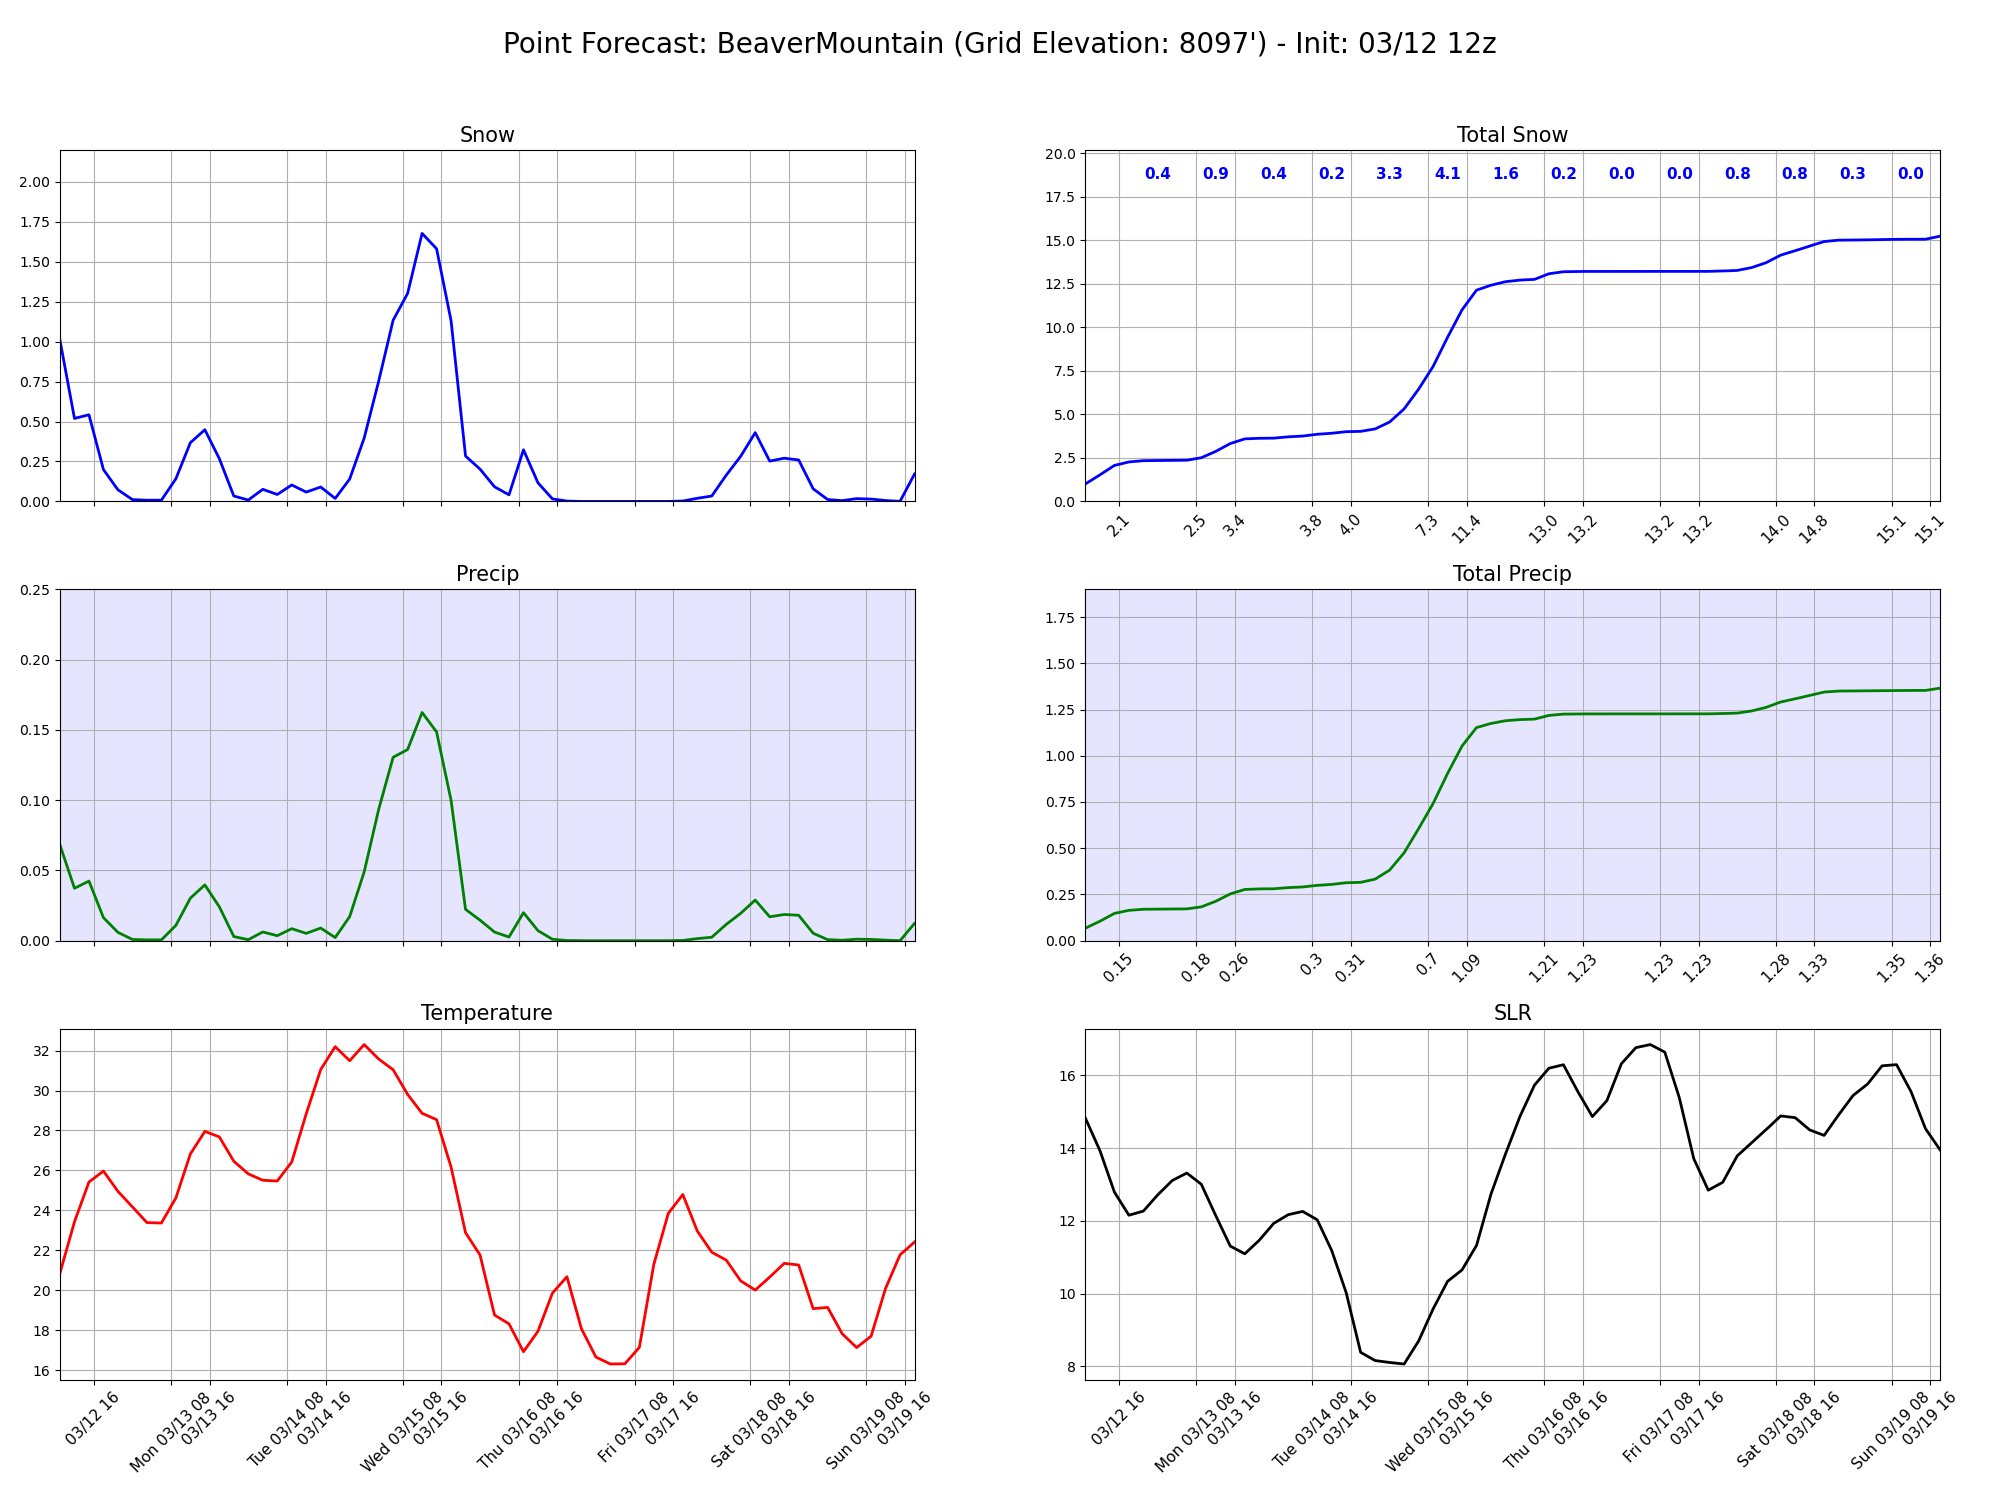 Point Forecast: BeaverMountain (Grid Elevation: 8097') - Init: 03/12 12z
Snow
2.00
1.75
1.50
1.25
1.00
0.75
0.50
0.25
0.00
Total Snow
20.0
17.5
15.0
12.5
10.0
7.5
5.0
2.5
0.0
0.4 0.9 0.4 0.2 3.3 4.1 1.6 0.2 0.0 0.0 0.8 0.8 0.3 0.0
2.1 2.5 3.4 3.8 4.0 7.3 11.4 13.0 13.2 13.2 13.2 14.0 14.8 15.1 15.1
Precip
0.25
0.20
0.15
0.10
0.05
0.00
Total Precip
1.75
1.50
1.25
1.00
0.75
0.50
0.25
0.00
0.15 0.18 0.26 0.3 0.31 0.7 1.09 1.21 1.23 1.23 1.23 1.28 1.33 1.35 1.36
Temperature
32
30
28
26
24
22
20
18
16
03/12 16
Mon 03/13 08
03/13 16
Tue 03/14 08
03/14 16
Wed 03/15 08
03/15 16
Thu 03/16 08
03/16 16
Fri 03/17 08
03/17 16
Sat 03/18 08
03/18 16
Sun 03/19 08
03/19 16
SLR
16
14
12
10
8
03/12 16
Mon 03/13 08
03/13 16
Tue 03/14 08
03/14 16
Wed 03/15 08
03/15 16
Thu 03/16 08
03/16 16
Fri 03/17 08
03/17 16
Sat 03/18 08
03/18 16
Sun 03/19 08
03/19 16